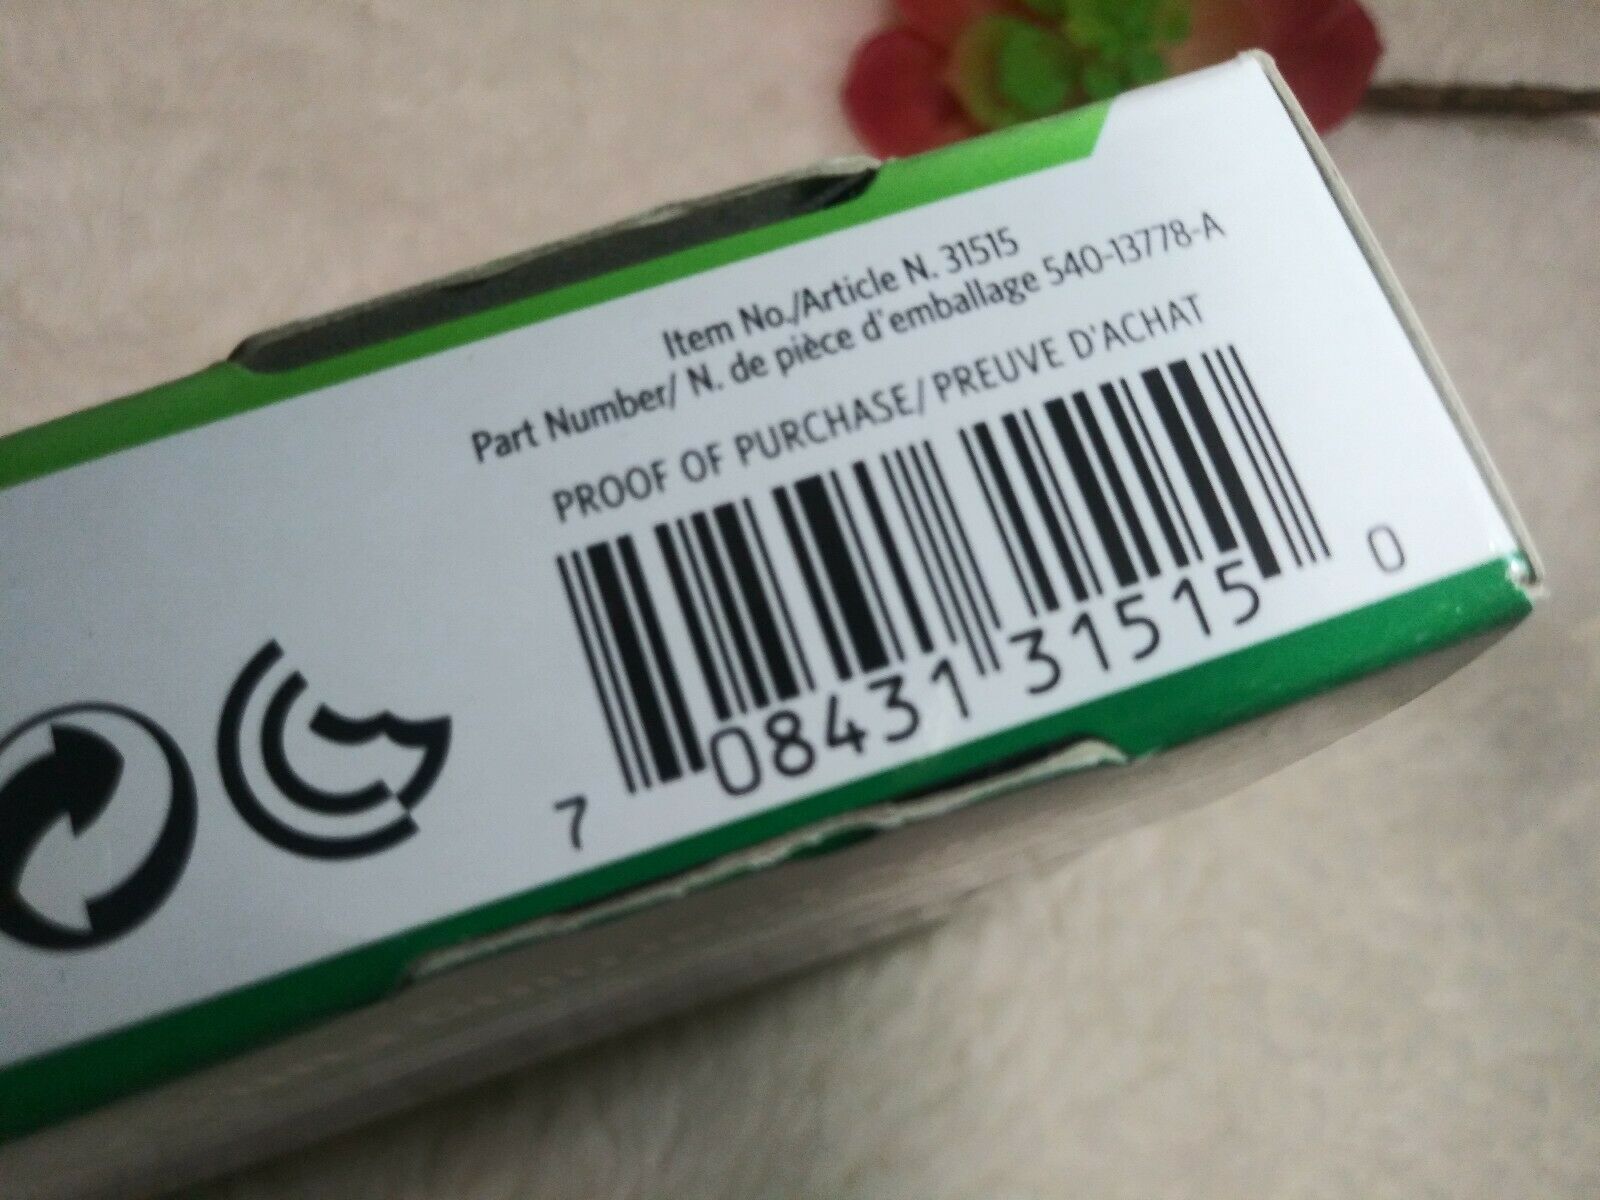 Item No./Article N. 31515
Part Number/ N. de pièce d'emballage 540-13778-A
PROOF OF PURCHASE/PREUVE D'ACHAT
7 08431 31515 0